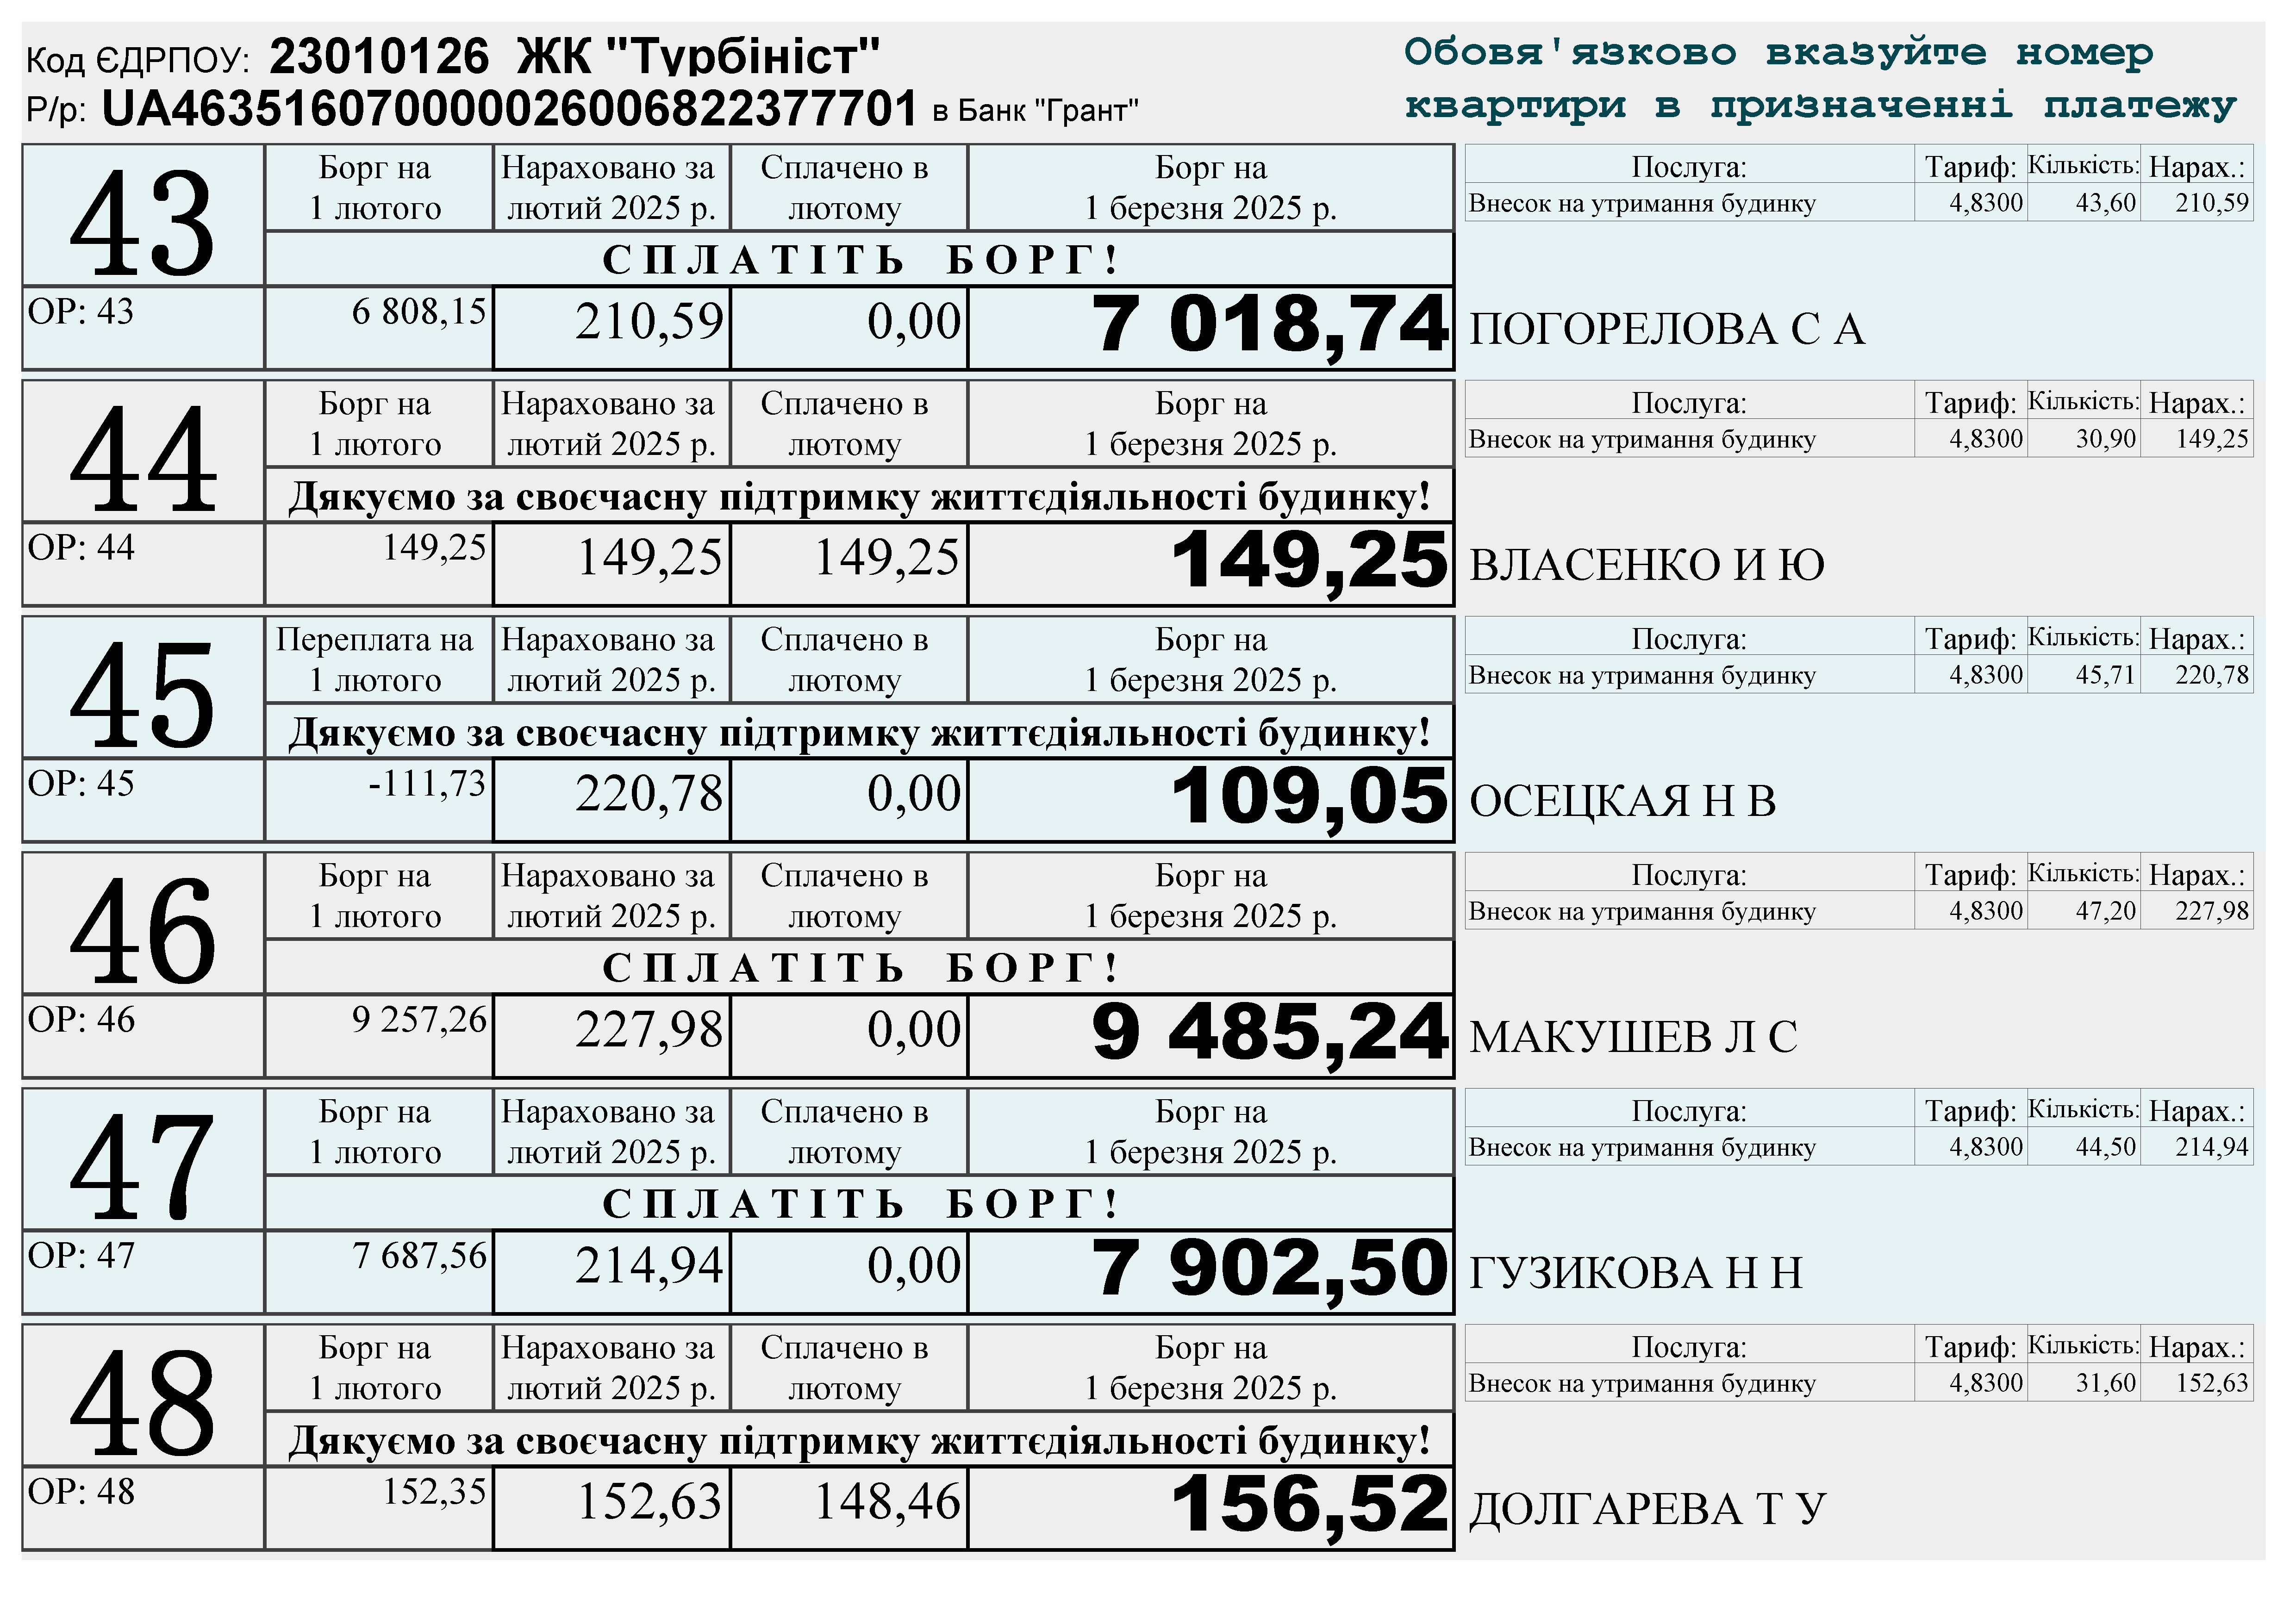 Код ЄДРПОУ: 23010126 ЖК "Турбініст"
Р/р: UA463516070000026006822377701 в Банк "Грант"
Обовя'язково вказуйте номер
квартири в призначенні платежу
43
Борг на 1 лютого
Нараховано за лютий 2025 р.
Сплачено в лютому
Борг на 1 березня 2025 р.
СПЛАТІТЬ БОРГ!
ОР: 43 6 808,15 210,59 0,00 7 018,74
Послуга: Тариф: Кількість: Нарах.:
Внесок на утримання будинку 4,8300 43,60 210,59
ПОГОРЕЛОВА С А
44
Борг на 1 лютого
Нараховано за лютий 2025 р.
Сплачено в лютому
Борг на 1 березня 2025 р.
Дякуємо за своєчасну підтримку життєдіяльності будинку!
ОР: 44 149,25 149,25 149,25 149,25
Послуга: Тариф: Кількість: Нарах.:
Внесок на утримання будинку 4,8300 30,90 149,25
ВЛАСЕНКО И Ю
45
Переплата на 1 лютого
Нараховано за лютий 2025 р.
Сплачено в лютому
Борг на 1 березня 2025 р.
Дякуємо за своєчасну підтримку життєдіяльності будинку!
ОР: 45 -111,73 220,78 0,00 109,05
Послуга: Тариф: Кількість: Нарах.:
Внесок на утримання будинку 4,8300 45,71 220,78
ОСЕЦКАЯ Н В
46
Борг на 1 лютого
Нараховано за лютий 2025 р.
Сплачено в лютому
Борг на 1 березня 2025 р.
СПЛАТІТЬ БОРГ!
ОР: 46 9 257,26 227,98 0,00 9 485,24
Послуга: Тариф: Кількість: Нарах.:
Внесок на утримання будинку 4,8300 47,20 227,98
МАКУШЕВ Л С
47
Борг на 1 лютого
Нараховано за лютий 2025 р.
Сплачено в лютому
Борг на 1 березня 2025 р.
СПЛАТІТЬ БОРГ!
ОР: 47 7 687,56 214,94 0,00 7 902,50
Послуга: Тариф: Кількість: Нарах.:
Внесок на утримання будинку 4,8300 44,50 214,94
ГУЗИКОВА Н Н
48
Борг на 1 лютого
Нараховано за лютий 2025 р.
Сплачено в лютому
Борг на 1 березня 2025 р.
Дякуємо за своєчасну підтримку життєдіяльності будинку!
ОР: 48 152,35 152,63 148,46 156,52
Послуга: Тариф: Кількість: Нарах.:
Внесок на утримання будинку 4,8300 31,60 152,63
ДОЛГАРЕВА Т У